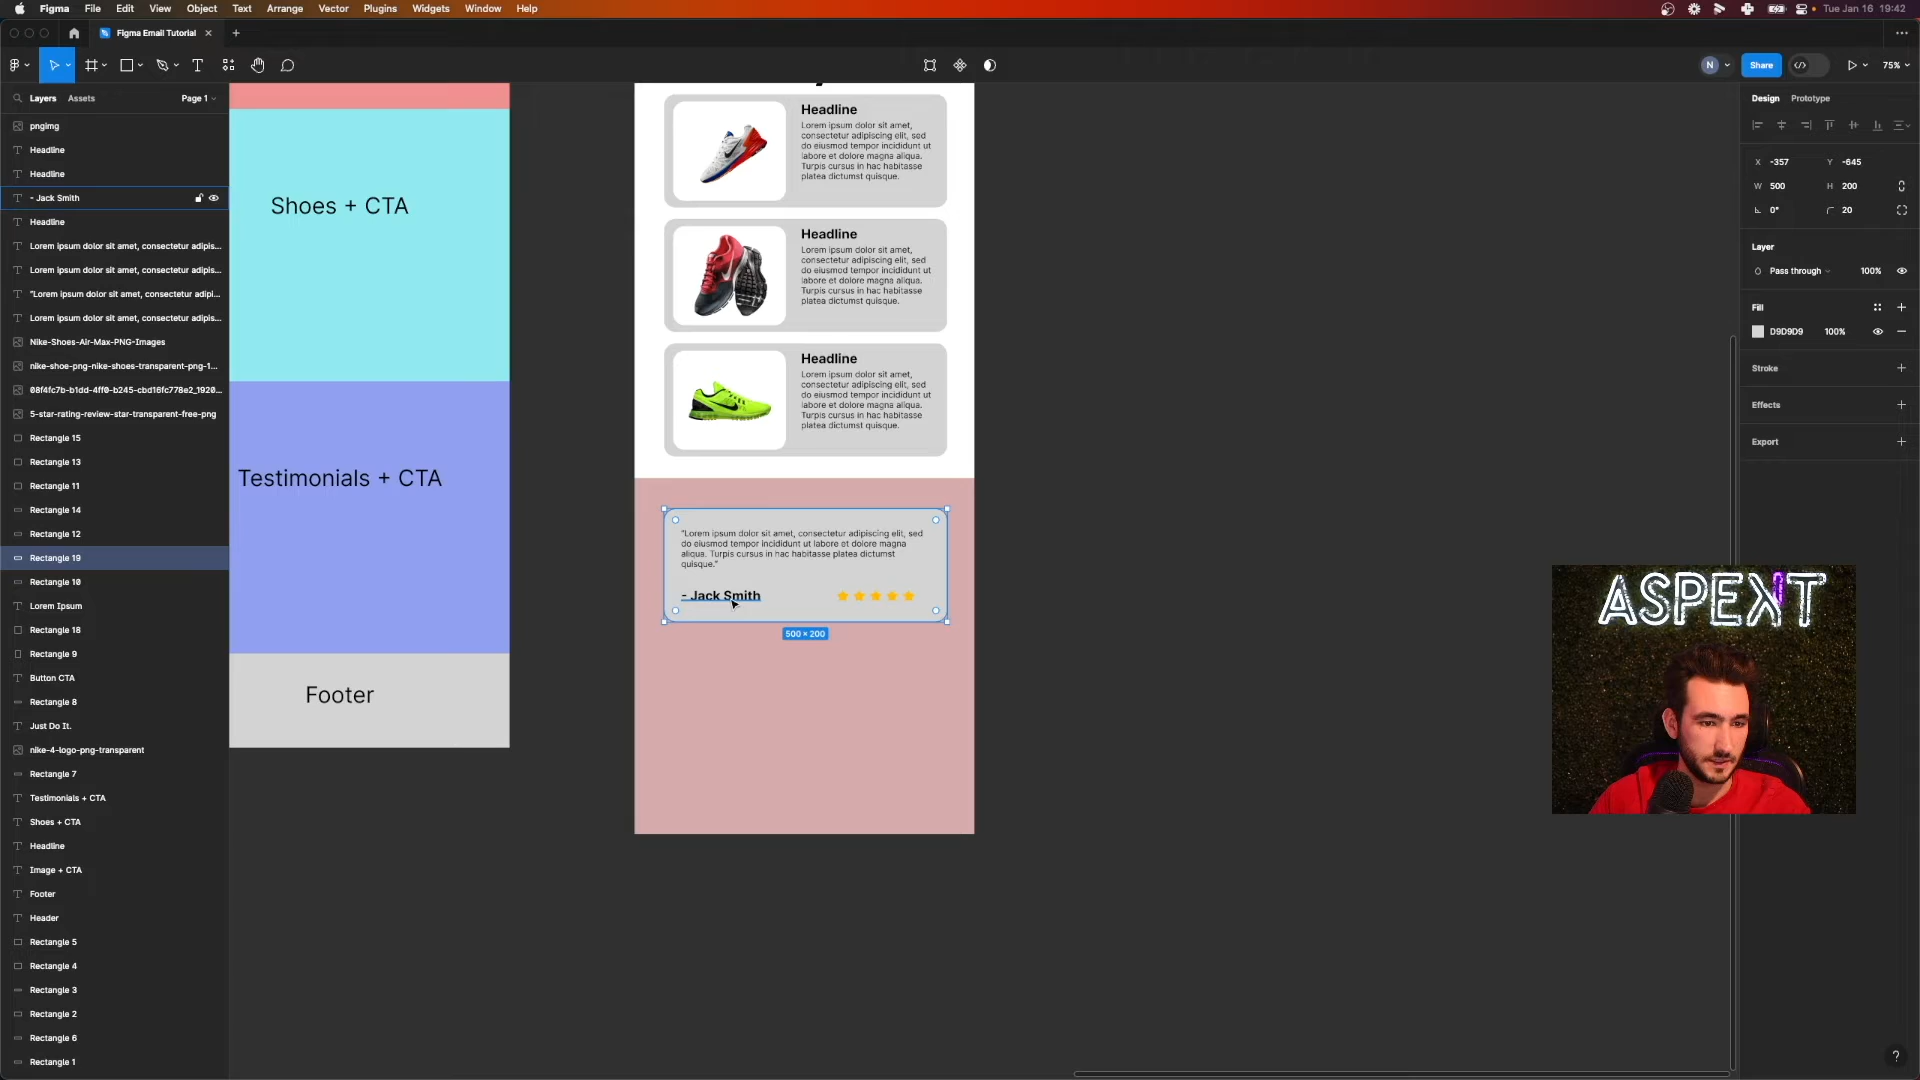 Figma File Edit View Object Text Arrange Vector Plugins Widgets Window Help
Tue Jan 16 19:42
Figma Email Tutorial
N
Share
75%
Layers Assets
Page 1
pngimg
Headline
Headline
- Jack Smith
Headline
Lorem ipsum dolor sit amet, consectetur adipis...
Lorem ipsum dolor sit amet, consectetur adipis...
"Lorem ipsum dolor sit amet, consectetur adipi...
Lorem ipsum dolor sit amet, consectetur adipis...
Nike-Shoes-Air-Max-PNG-Images
nike-shoe-png-nike-shoes-transparent-png-1...
08f4fc7b-b1dd-4ff0-b245-cbd16fc778e2_1920...
5-star-rating-review-star-transparent-free-png
Rectangle 15
Rectangle 13
Rectangle 11
Rectangle 14
Rectangle 12
Rectangle 19
Rectangle 10
Lorem Ipsum
Rectangle 18
Rectangle 9
Button CTA
Rectangle 8
Just Do It.
nike-4-logo-png-transparent
Rectangle 7
Testimonials + CTA
Shoes + CTA
Headline
Image + CTA
Footer
Header
Rectangle 5
Rectangle 4
Rectangle 3
Rectangle 2
Rectangle 6
Rectangle 1
Shoes + CTA
Testimonials + CTA
Footer
Headline
Lorem ipsum dolor sit amet,
consectetur adipiscing elit, sed
do eiusmod tempor incididunt ut
labore et dolore magna aliqua.
Turpis cursus in hac habitasse
platea dictumst quisque.
Headline
Lorem ipsum dolor sit amet,
consectetur adipiscing elit, sed
do eiusmod tempor incididunt ut
labore et dolore magna aliqua.
Turpis cursus in hac habitasse
platea dictumst quisque.
Headline
Lorem ipsum dolor sit amet,
consectetur adipiscing elit, sed
do eiusmod tempor incididunt ut
labore et dolore magna aliqua.
Turpis cursus in hac habitasse
platea dictumst quisque.
"Lorem ipsum dolor sit amet, consectetur adipiscing elit, sed
do eiusmod tempor incididunt ut labore et dolore magna
aliqua. Turpis cursus in hac habitasse platea dictumst
quisque."
- Jack Smith
500 × 200
Design Prototype
X -357 Y -645
W 500 H 200
0° 20
Layer
Pass through 100%
Fill
D9D9D9 100%
Stroke
Effects
Export
ASPEXT
?